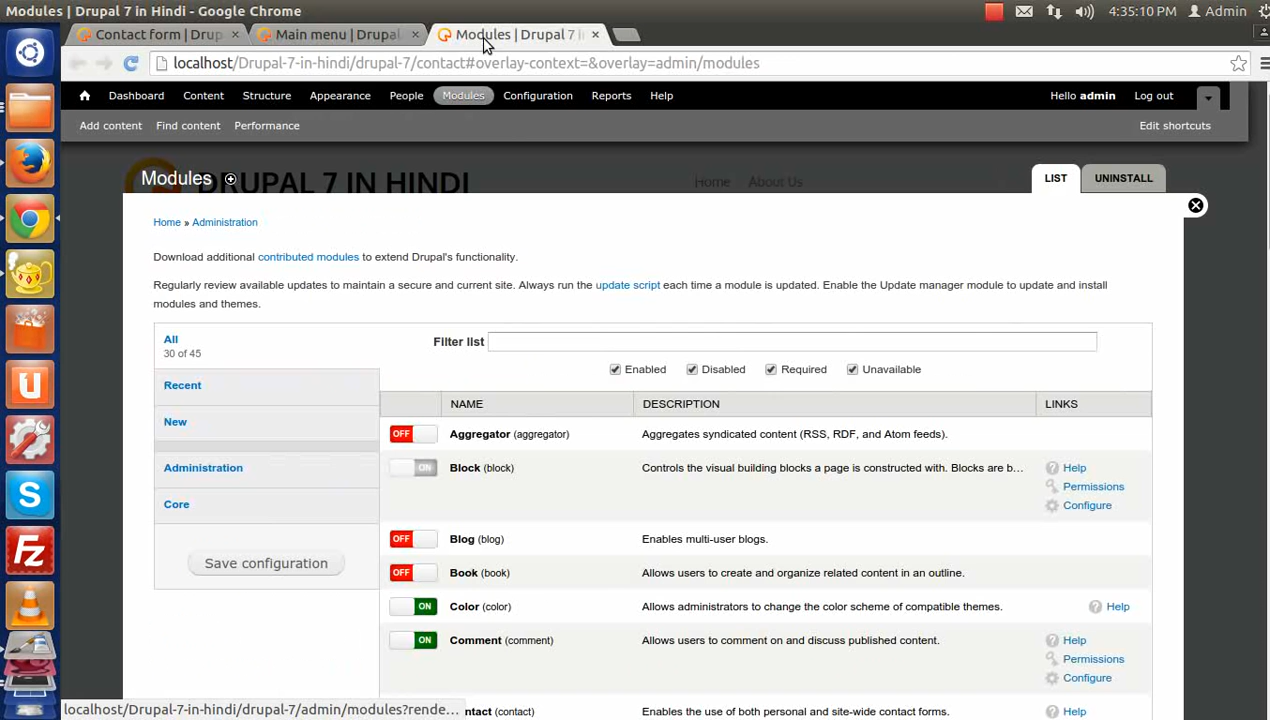 Modules | Drupal 7 in Hindi - Google Chrome
4:35:10 PM Admin
Contact form | Drup × Main menu | Drupal × Modules | Drupal 7 i ×
localhost/Drupal-7-in-hindi/drupal-7/contact#overlay-context=&overlay=admin/modules
Dashboard Content Structure Appearance People Modules Configuration Reports Help Hello admin Log out
Add content Find content Performance Edit shortcuts
DRUPAL 7 IN HINDI Home About Us
Modules LIST UNINSTALL
Home » Administration
Download additional contributed modules to extend Drupal's functionality.
Regularly review available updates to maintain a secure and current site. Always run the update script each time a module is updated. Enable the Update manager module to update and install
modules and themes.
All
30 of 45
Recent
New
Administration
Core
Save configuration
Filter list
Enabled Disabled Required Unavailable
NAME DESCRIPTION LINKS
OFF Aggregator (aggregator) Aggregates syndicated content (RSS, RDF, and Atom feeds).
ON Block (block) Controls the visual building blocks a page is constructed with. Blocks are b... Help
Permissions
Configure
OFF Blog (blog) Enables multi-user blogs.
OFF Book (book) Allows users to create and organize related content in an outline.
ON Color (color) Allows administrators to change the color scheme of compatible themes. Help
ON Comment (comment) Allows users to comment on and discuss published content. Help
Permissions
Configure
ntact (contact) Enables the use of both personal and site-wide contact forms. Help
localhost/Drupal-7-in-hindi/drupal-7/admin/modules?rende...